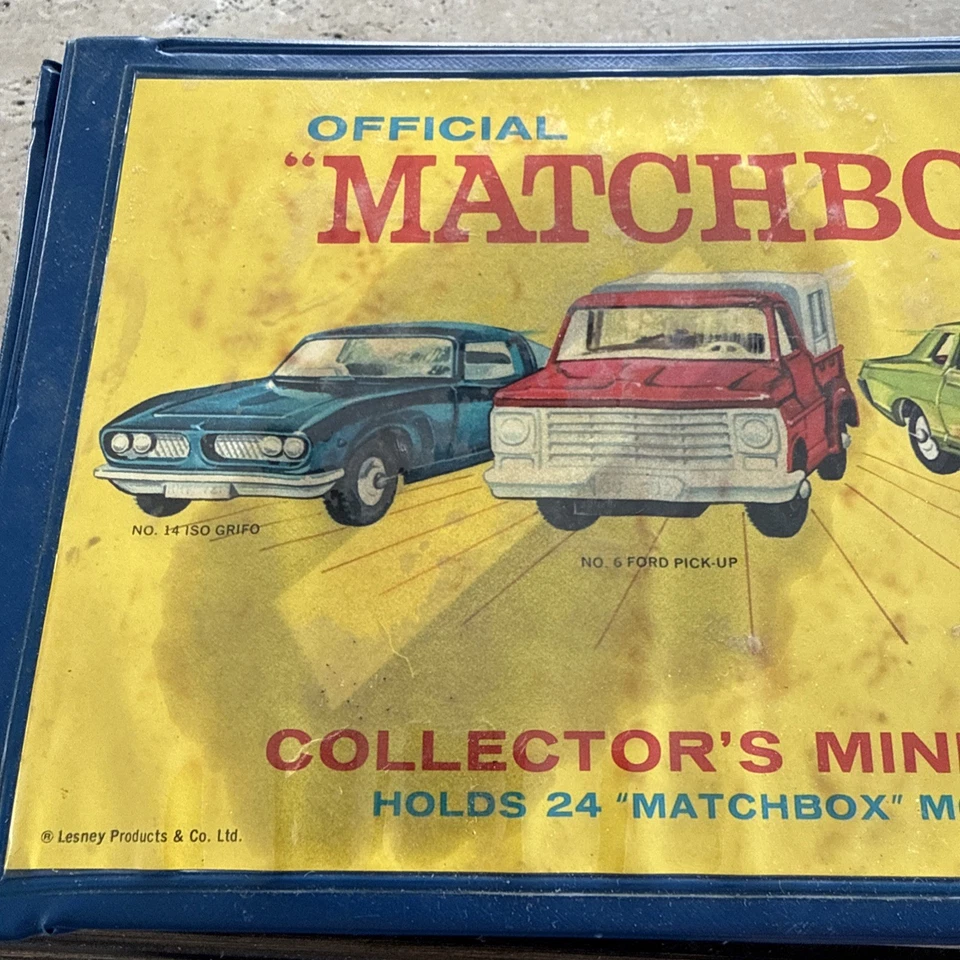 OFFICIAL
"MATCHBO
NO. 14 ISO GRIFO
NO. 6 FORD PICK-UP
COLLECTOR'S MINI
HOLDS 24 "MATCHBOX" MO
® Lesney Products & Co. Ltd.